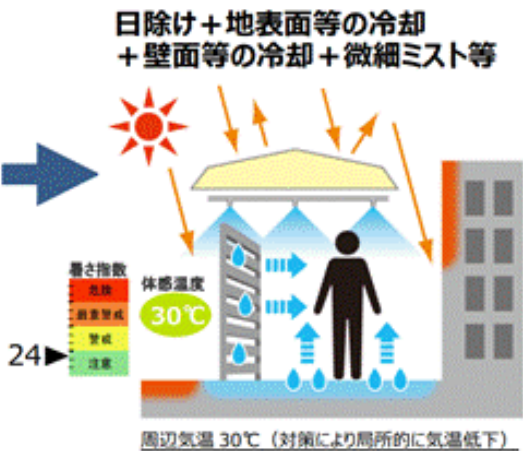 日除け＋地表面等の冷却
＋壁面等の冷却＋微細ミスト等
暑さ指数
危険
厳重警戒
警戒
注意
24
体感温度
30℃
周辺気温 30℃（対策により局所的に気温低下）